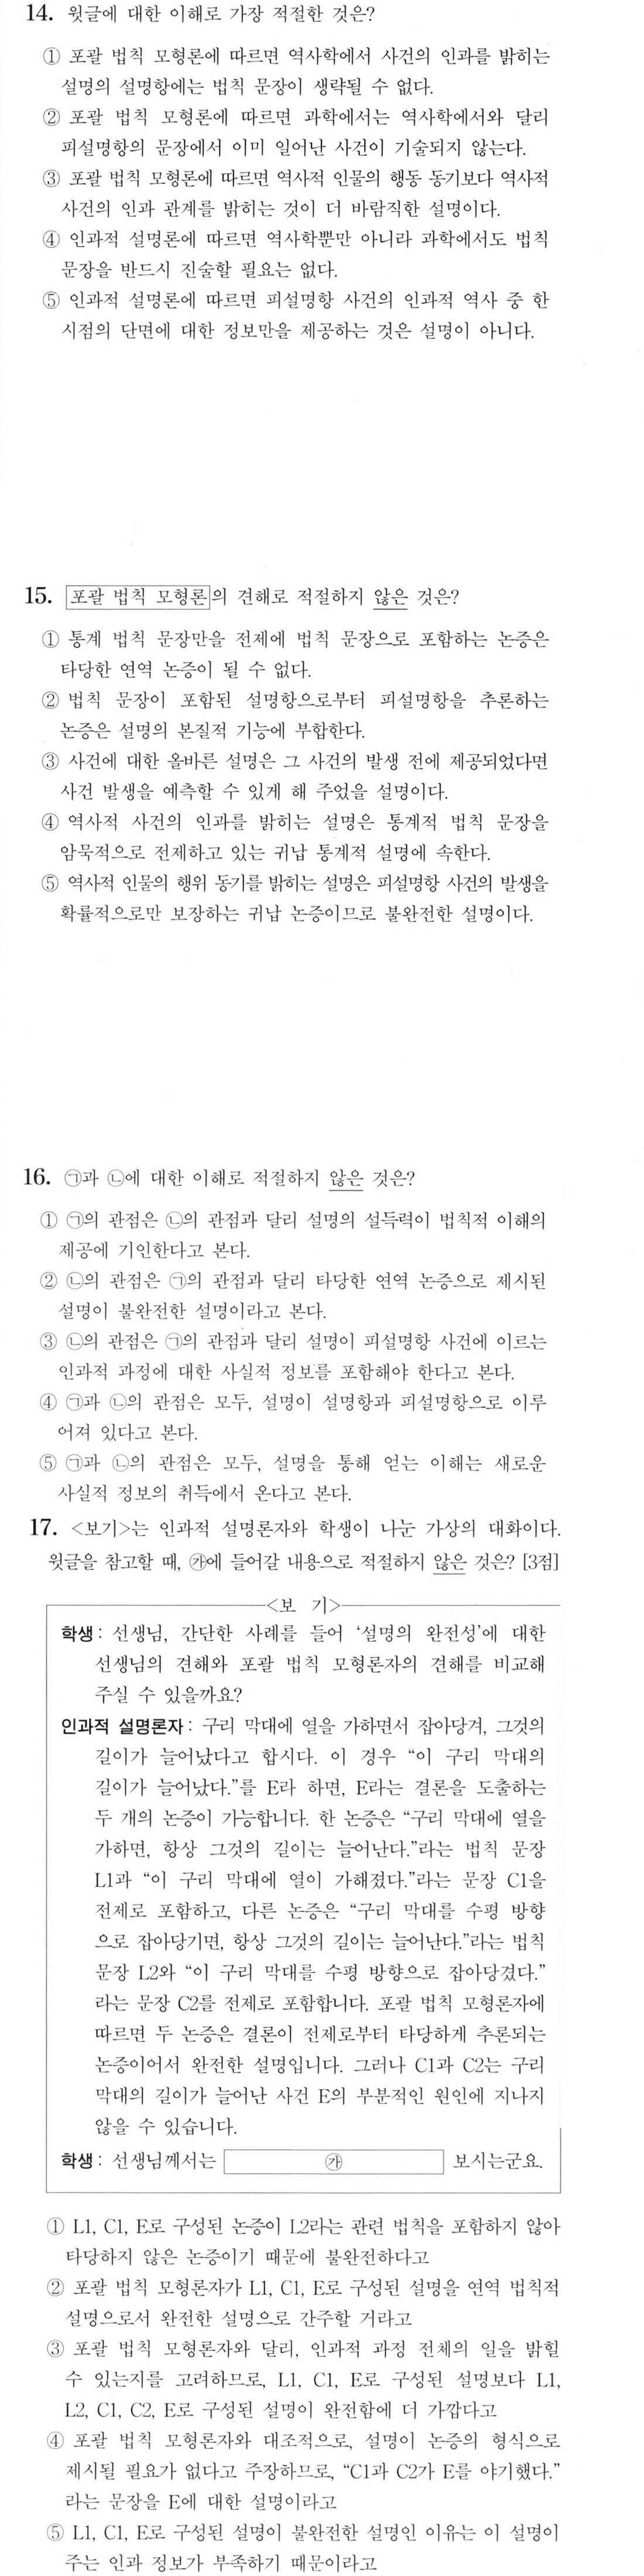 14. 윗글에 대한 이해로 가장 적절한 것은?
① 포괄 법칙 모형론에 따르면 역사학에서 사건의 인과를 밝히는
설명의 설명항에는 법칙 문장이 생략될 수 없다.
② 포괄 법칙 모형론에 따르면 과학에서는 역사학에서와 달리
피설명항의 문장에서 이미 일어난 사건이 기술되지 않는다.
③ 포괄 법칙 모형론에 따르면 역사적 인물의 행동 동기보다 역사적
사건의 인과 관계를 밝히는 것이 더 바람직한 설명이다.
④ 인과적 설명론에 따르면 역사학뿐만 아니라 과학에서도 법칙
문장을 반드시 진술할 필요는 없다.
⑤ 인과적 설명론에 따르면 피설명항 사건의 인과적 역사 중 한
시점의 단면에 대한 정보만을 제공하는 것은 설명이 아니다.
15. 포괄 법칙 모형론의 견해로 적절하지 않은 것은?
① 통계 법칙 문장만을 전제에 법칙 문장으로 포함하는 논증은
타당한 연역 논증이 될 수 없다.
② 법칙 문장이 포함된 설명항으로부터 피설명항을 추론하는
논증은 설명의 본질적 기능에 부합한다.
③ 사건에 대한 올바른 설명은 그 사건의 발생 전에 제공되었다면
사건 발생을 예측할 수 있게 해 주었을 설명이다.
④ 역사적 사건의 인과를 밝히는 설명은 통계적 법칙 문장을
암묵적으로 전제하고 있는 귀납 통계적 설명에 속한다.
⑤ 역사적 인물의 행위 동기를 밝히는 설명은 피설명항 사건의 발생을
확률적으로만 보장하는 귀납 논증이므로 불완전한 설명이다.
16. ㉠과 ㉡에 대한 이해로 적절하지 않은 것은?
① ㉠의 관점은 ㉡의 관점과 달리 설명의 설득력이 법칙적 이해의
제공에 기인한다고 본다.
② ㉡의 관점은 ㉠의 관점과 달리 타당한 연역 논증으로 제시된
설명이 불완전한 설명이라고 본다.
③ ㉡의 관점은 ㉠의 관점과 달리 설명이 피설명항 사건에 이르는
인과적 과정에 대한 사실적 정보를 포함해야 한다고 본다.
④ ㉠과 ㉡의 관점은 모두, 설명이 설명항과 피설명항으로 이루
어져 있다고 본다.
⑤ ㉠과 ㉡의 관점은 모두, 설명을 통해 얻는 이해는 새로운
사실적 정보의 취득에서 온다고 본다.
17. <보기>는 인과적 설명론자와 학생이 나눈 가상의 대화이다.
윗글을 참고할 때, ㉮에 들어갈 내용으로 적절하지 않은 것은? [3점]
<보 기>
학생 : 선생님, 간단한 사례를 들어 ‘설명의 완전성’에 대한
선생님의 견해와 포괄 법칙 모형론자의 견해를 비교해
주실 수 있을까요?
인과적 설명론자 : 구리 막대에 열을 가하면서 잡아당겨, 그것의
길이가 늘어났다고 합시다. 이 경우 “이 구리 막대의
길이가 늘어났다.”를 E라 하면, E라는 결론을 도출하는
두 개의 논증이 가능합니다. 한 논증은 “구리 막대에 열을
가하면, 항상 그것의 길이는 늘어난다.”라는 법칙 문장
L1과 “이 구리 막대에 열이 가해졌다.”라는 문장 C1을
전제로 포함하고, 다른 논증은 “구리 막대를 수평 방향
으로 잡아당기면, 항상 그것의 길이는 늘어난다.”라는 법칙
문장 L2와 “이 구리 막대를 수평 방향으로 잡아당겼다.”
라는 문장 C2를 전제로 포함합니다. 포괄 법칙 모형론자에
따르면 두 논증은 결론이 전제로부터 타당하게 추론되는
논증이어서 완전한 설명입니다. 그러나 C1과 C2는 구리
막대의 길이가 늘어난 사건 E의 부분적인 원인에 지나지
않을 수 있습니다.
학생 : 선생님께서는 ㉮ 보시는군요.
① L1, C1, E로 구성된 논증이 L2라는 관련 법칙을 포함하지 않아
타당하지 않은 논증이기 때문에 불완전하다고
② 포괄 법칙 모형론자가 L1, C1, E로 구성된 설명을 연역 법칙적
설명으로서 완전한 설명으로 간주할 거라고
③ 포괄 법칙 모형론자와 달리, 인과적 과정 전체의 일을 밝힐
수 있는지를 고려하므로, L1, C1, E로 구성된 설명보다 L1,
L2, C1, C2, E로 구성된 설명이 완전함에 더 가깝다고
④ 포괄 법칙 모형론자와 대조적으로, 설명이 논증의 형식으로
제시될 필요가 없다고 주장하므로, “C1과 C2가 E를 야기했다.”
라는 문장을 E에 대한 설명이라고
⑤ L1, C1, E로 구성된 설명이 불완전한 설명인 이유는 이 설명이
주는 인과 정보가 부족하기 때문이라고